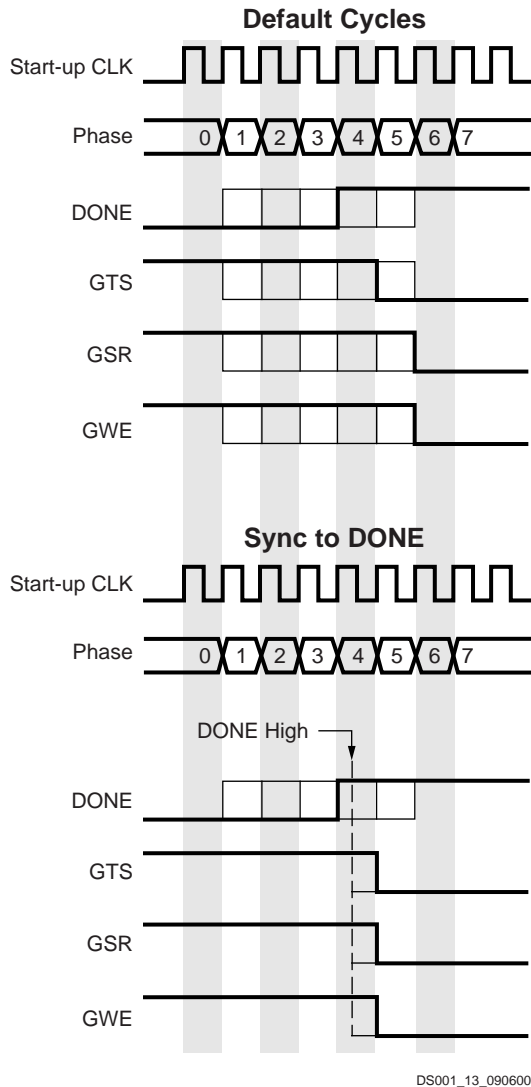 Default Cycles
Start-up CLK
Phase 0 1 2 3 4 5 6 7
DONE
GTS
GSR
GWE
Sync to DONE
Start-up CLK
Phase 0 1 2 3 4 5 6 7
DONE High
DONE
GTS
GSR
GWE
DS001_13_090600